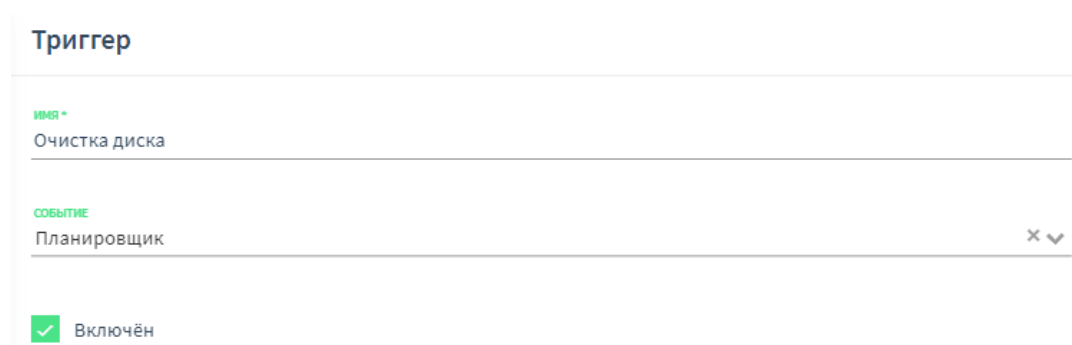 Триггер
ИМЯ *
Очистка диска
СОБЫТИЕ
Планировщик
Включён